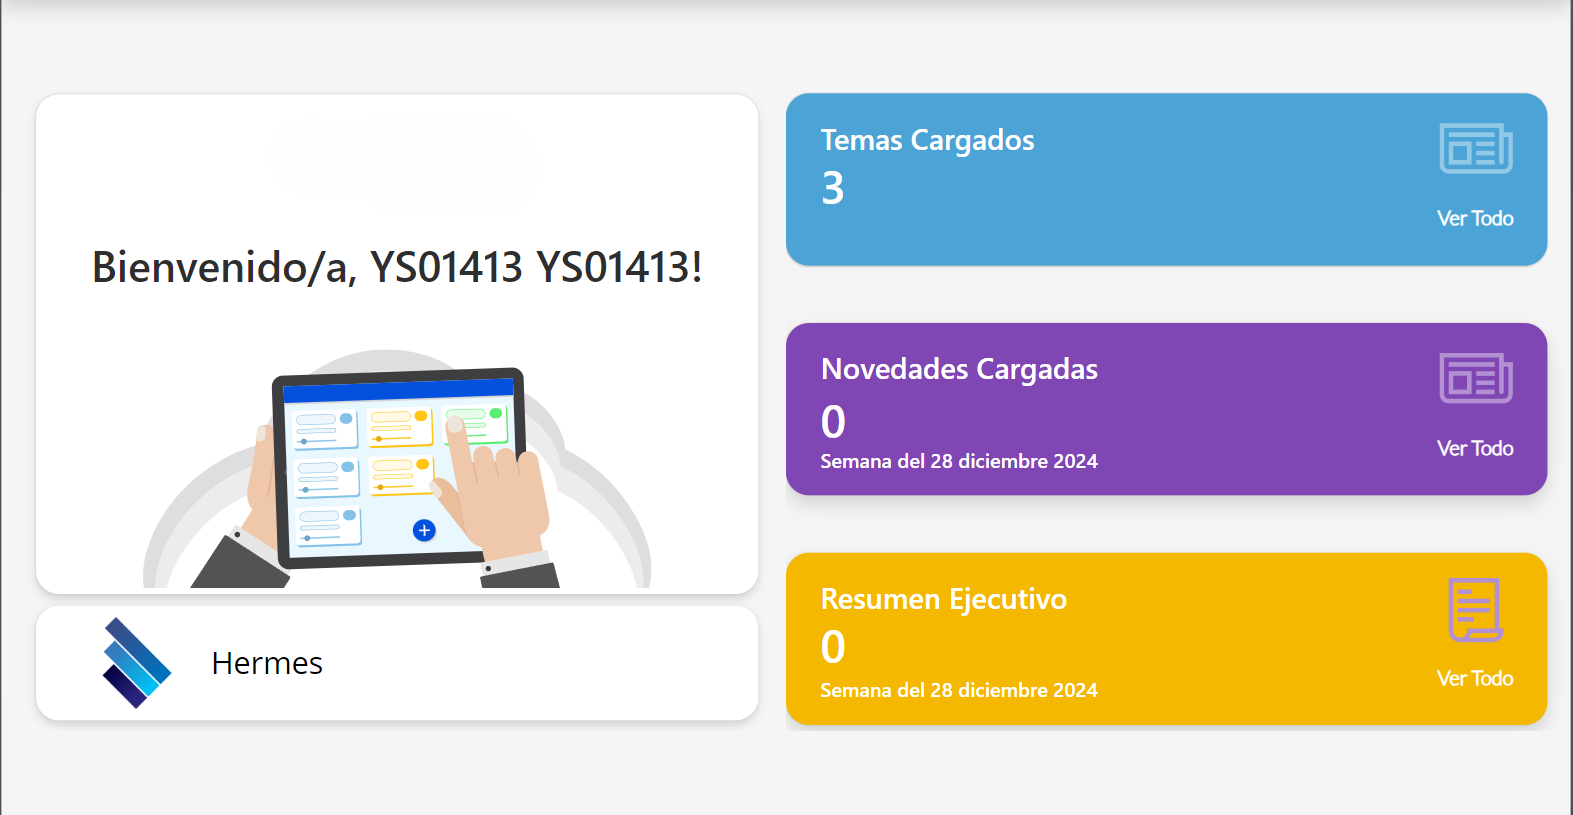 Bienvenido/a, YS01413 YS01413!
Hermes
Temas Cargados
3
Ver Todo
Novedades Cargadas
0
Semana del 28 diciembre 2024
Ver Todo
Resumen Ejecutivo
0
Semana del 28 diciembre 2024
Ver Todo